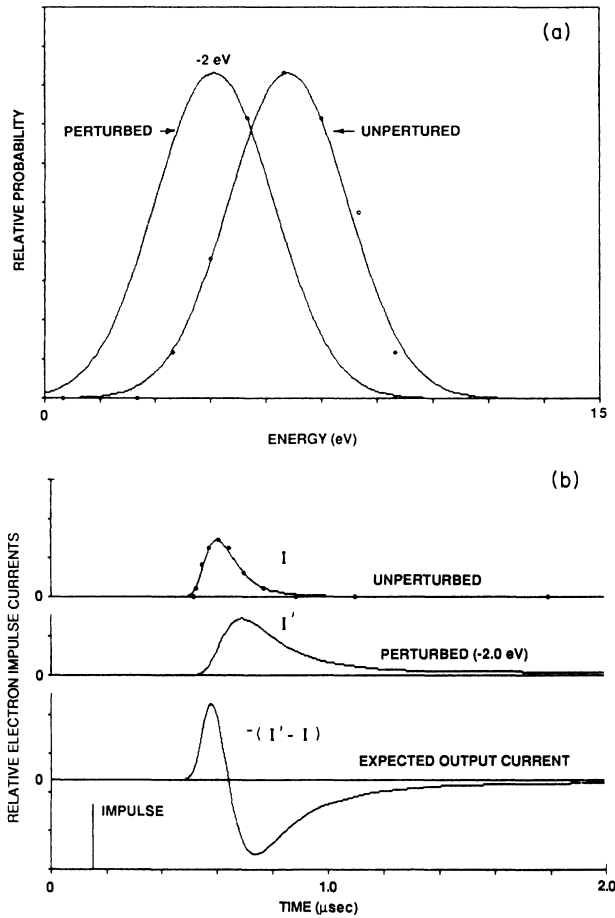 (a)
-2 eV
PERTURBED
UNPERTURED
RELATIVE PROBABILITY
0
15
ENERGY (eV)
(b)
RELATIVE ELECTRON IMPULSE CURRENTS
I
0
UNPERTURBED
I'
0
PERTURBED (-2.0 eV)
-(I'-I)
0
EXPECTED OUTPUT CURRENT
IMPULSE
0
1.0
2.0
TIME (μsec)